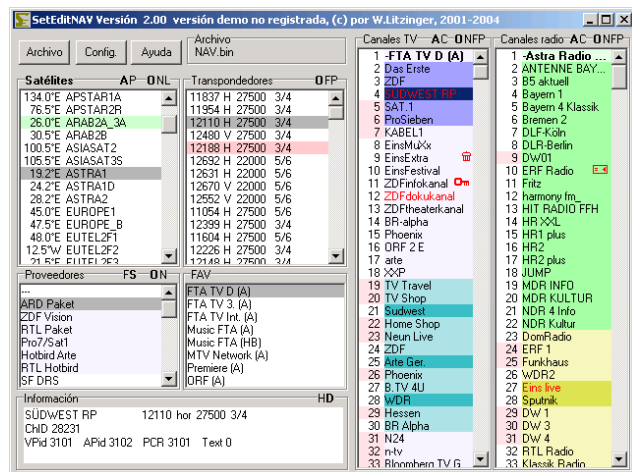 SetEditNAV Versión 2.00 versión demo no registrada, (c) por W.Litzinger, 2001-2004
Archivo
Config.
Ayuda
Archivo
NAV.bin
Satélites AP ONL
134.0°E APSTAR1A
76.5°E APSTAR2R
26.0°E ARAB2A_3A
30.5°E ARAB2B
100.5°E ASIASAT2
105.5°E ASIASAT3S
19.2°E ASTRA1
24.2°E ASTRA1D
28.2°E ASTRA2
45.0°E EUROPE1
47.5°E EUROPE_B
48.0°E EUTEL2F1
12.5°W EUTEL2F2
21.5°E EUTEL2F3
Transpondedores OFP
11837 H 27500 3/4
11954 H 27500 3/4
12110 H 27500 3/4
12480 V 27500 3/4
12188 H 27500 3/4
12692 H 22000 5/6
12631 H 22000 5/6
12670 V 22000 5/6
12552 V 22000 5/6
11054 H 27500 5/6
12399 H 27500 3/4
11604 H 27500 5/6
12226 H 27500 3/4
12148 H 27500 3/4
Proveedores FS ON
---
ARD Paket
ZDF Vision
RTL Paket
Pro7/Sat1
Hotbird Arte
RTL Hotbird
SF DRS
FAV
FTA TV D (A)
FTA TV 3. (A)
FTA TV Int. (A)
Music FTA (A)
Music FTA (HB)
MTV Network (A)
Premiere (A)
ORF (A)
Información HD
SÜDWEST RP 12110 hor 27500 3/4
ChID 28231
VPid 3101 APid 3102 PCR 3101 Text 0
Canales TV AC ONFP
1 -FTA TV D (A)
2 Das Erste
3 ZDF
4 SÜDWEST RP
5 SAT.1
6 ProSieben
7 KABEL1
8 EinsMuXx
9 EinsExtra
10 EinsFestival
11 ZDFinfokanal
12 ZDFdokukanal
13 ZDFtheaterkanal
14 BR-alpha
15 Phoenix
16 ORF 2 E
17 arte
18 XXP
19 TV Travel
20 TV Shop
21 Sudwest
22 Home Shop
23 Neun Live
24 ZDF
25 Arte Ger.
26 Phoenix
27 B.TV 4U
28 WDR
29 Hessen
30 BR Alpha
31 N24
32 n-tv
33 Bloomberg TV G
Canales radio AC ONFP
1 -Astra Radio ...
2 ANTENNE BAY...
3 B5 aktuell
4 Bayern 1
5 Bayern 4 Klassik
6 Bremen 2
7 DLF-Köln
8 DLR-Berlin
9 DW01
10 ERF Radio
11 Fritz
12 harmony fm_
13 HIT RADIO FFH
14 HR XXL
15 HR1 plus
16 HR2
17 HR2 plus
18 JUMP
19 MDR INFO
20 MDR KULTUR
21 NDR 4 Info
22 NDR Kultur
23 DomRadio
24 ERF 1
25 Funkhaus
26 WDR2
27 Eins live
28 Sputnik
29 DW 1
30 DW 3
31 DW 4
32 RTL Radio
33 Klassik Radio